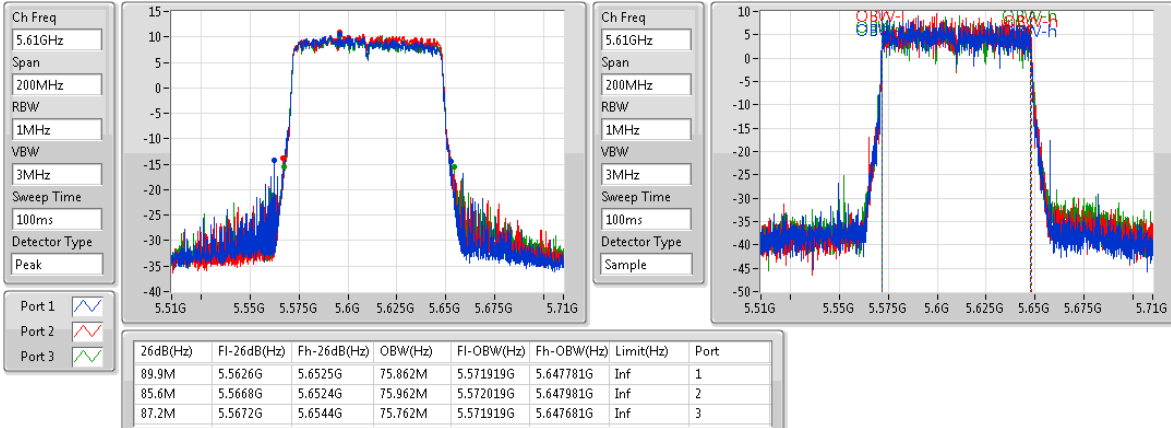 Ch Freq
5.61GHz
Span
200MHz
RBW
1MHz
VBW
3MHz
Sweep Time
100ms
Detector Type
Peak
Port 1
Port 2
Port 3
15
10
5
0
-5
-10
-15
-20
-25
-30
-35
-40
5.51G 5.55G 5.575G 5.6G 5.625G 5.65G 5.71G
Ch Freq
5.61GHz
Span
200MHz
RBW
1MHz
VBW
3MHz
Sweep Time
100ms
Detector Type
Sample
10
5
0
-5
-10
-15
-20
-25
-30
-35
-40
-45
-50
5.51G 5.55G 5.575G 5.6G 5.625G 5.65G 5.71G
26dB(Hz) Fl-26dB(Hz) Fh-26dB(Hz) OBW(Hz) Fl-OBW(Hz) Fh-OBW(Hz) Limit(Hz) Port
89.9M 5.5626G 5.6525G 75.862M 5.571919G 5.647781G Inf 1
85.6M 5.5668G 5.6524G 75.962M 5.572019G 5.647981G Inf 2
87.2M 5.5672G 5.6544G 75.762M 5.571919G 5.647681G Inf 3